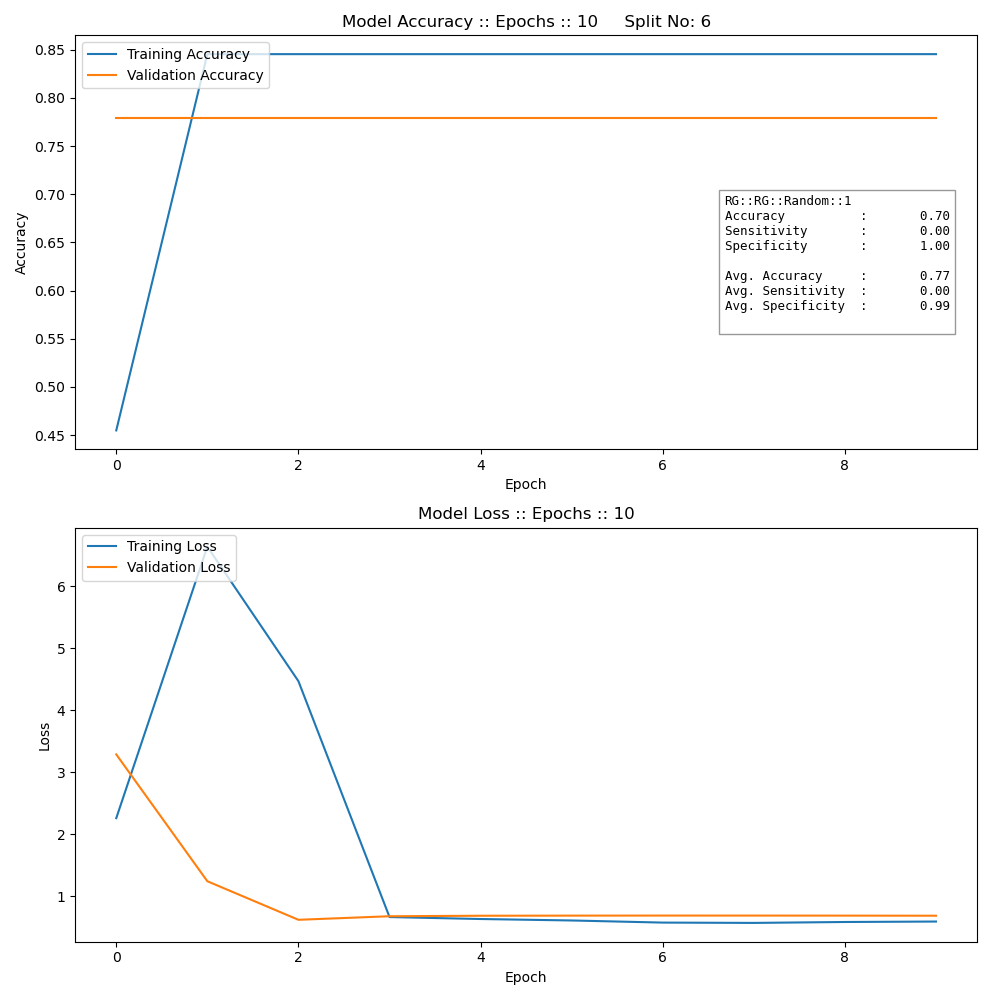 Model Accuracy :: Epochs :: 10     Split No: 6
0.85
0.80
0.75
0.70
0.65
0.60
0.55
0.50
0.45
Accuracy
Training Accuracy
Validation Accuracy
RG::RG::Random::1
Accuracy          :       0.70
Sensitivity       :       0.00
Specificity       :       1.00
Avg. Accuracy     :       0.77
Avg. Sensitivity  :       0.00
Avg. Specificity  :       0.99
0 2 4 6 8
Epoch
Model Loss :: Epochs :: 10
6
5
4
3
2
1
Loss
Training Loss
Validation Loss
0 2 4 6 8
Epoch